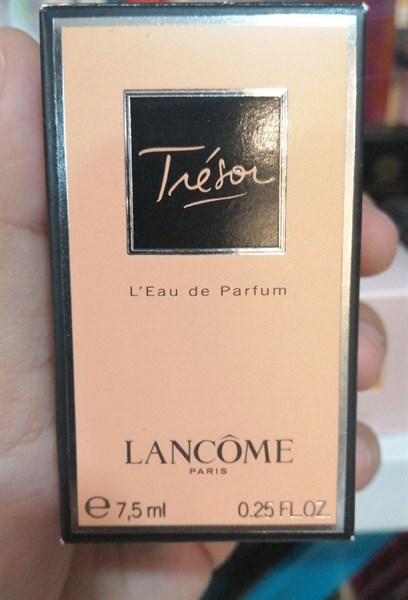 Trésor
L'Eau de Parfum
LANCÔME
PARIS
e 7,5 ml 0.25 FL.OZ.